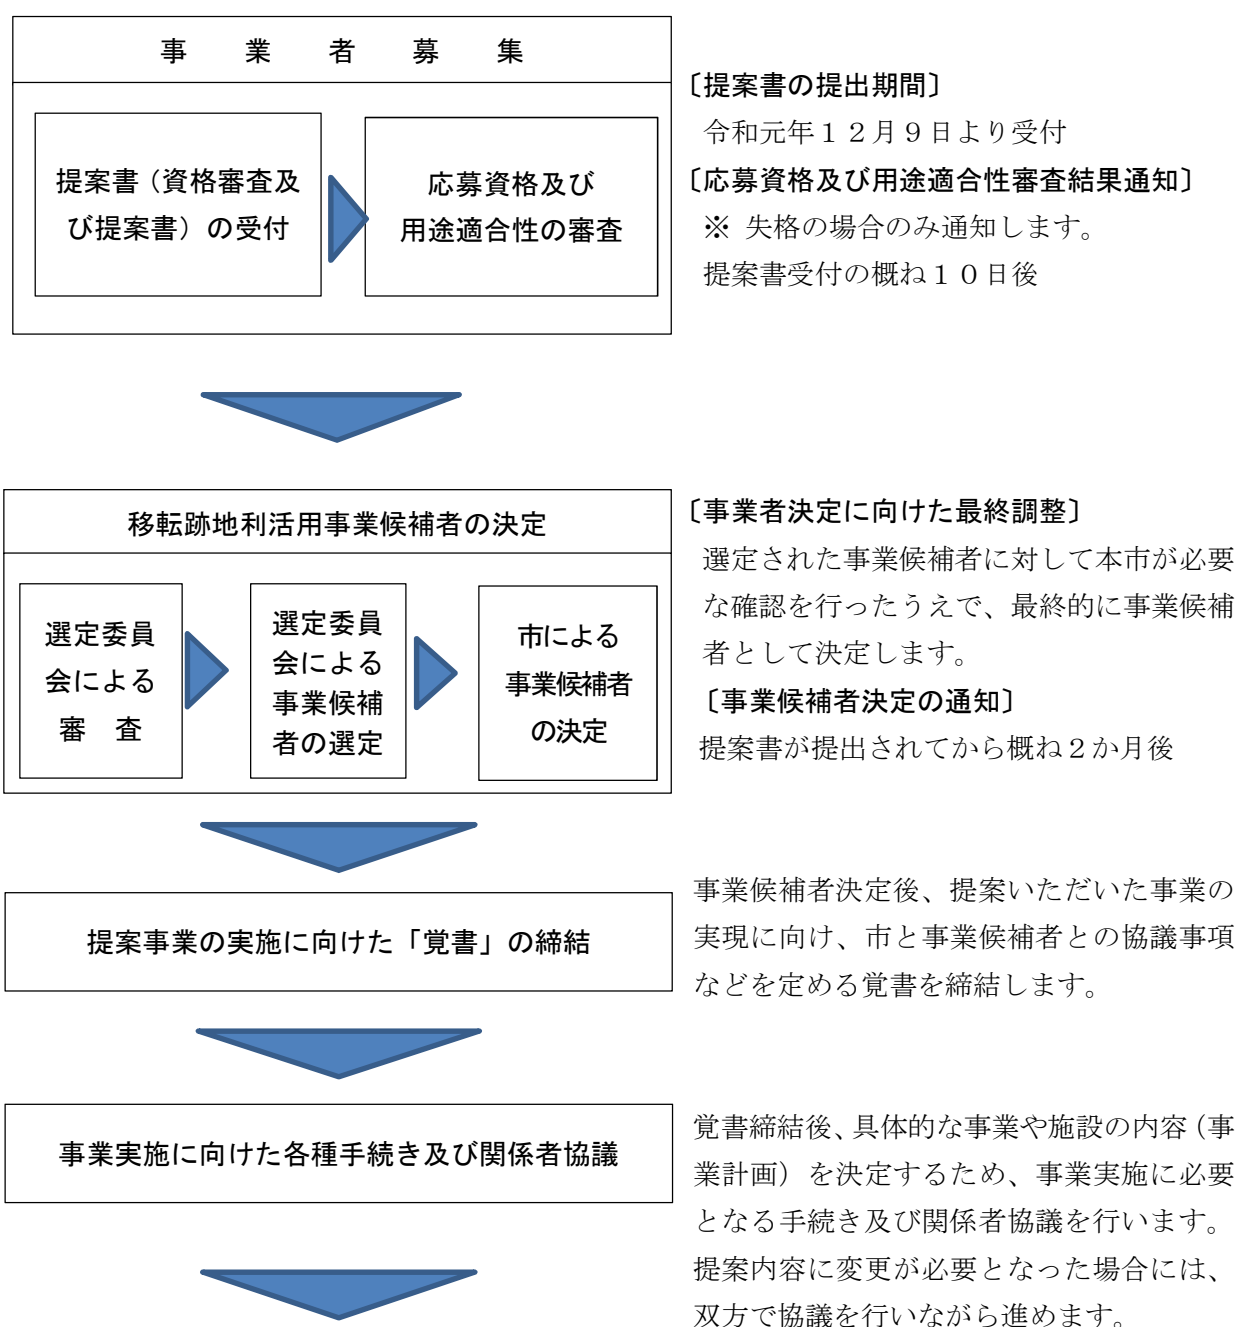 事 業 者 募 集
提案書（資格審査及
び提案書）の受付
応募資格及び
用途適合性の審査
〔提案書の提出期間〕
令和元年１２月９日より受付
〔応募資格及び用途適合性審査結果通知〕
※ 失格の場合のみ通知します。
提案書受付の概ね１０日後
移転跡地利活用事業候補者の決定
選定委員
会による
審 査
選定委員
会による
事業候補
者の選定
市による
事業候補者
の決定
〔事業者決定に向けた最終調整〕
選定された事業候補者に対して本市が必要
な確認を行ったうえで、最終的に事業候補
者として決定します。
〔事業候補者決定の通知〕
提案書が提出されてから概ね２か月後
提案事業の実施に向けた「覚書」の締結
事業候補者決定後、提案いただいた事業の
実現に向け、市と事業候補者との協議事項
などを定める覚書を締結します。
事業実施に向けた各種手続き及び関係者協議
覚書締結後、具体的な事業や施設の内容（事
業計画）を決定するため、事業実施に必要
となる手続き及び関係者協議を行います。
提案内容に変更が必要となった場合には、
双方で協議を行いながら進めます。